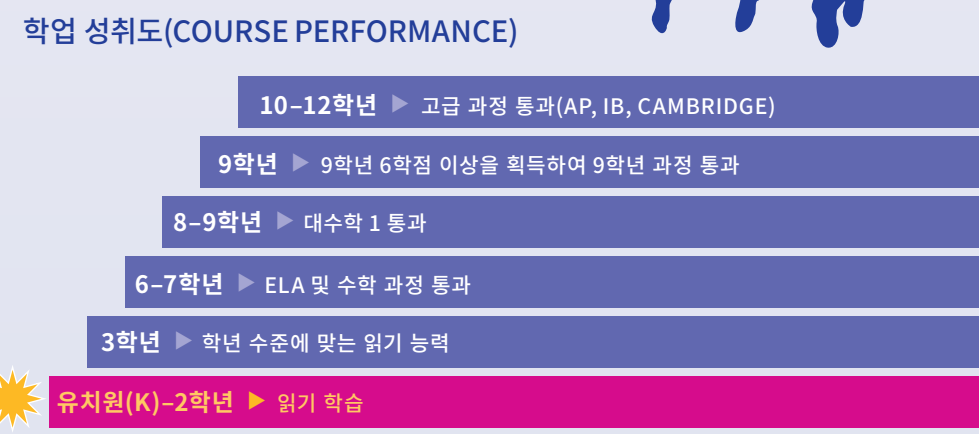 학업 성취도(COURSE PERFORMANCE)
10–12학년 ▶ 고급 과정 통과(AP, IB, CAMBRIDGE)
9학년 ▶ 9학년 6학점 이상을 획득하여 9학년 과정 통과
8–9학년 ▶ 대수학 1 통과
6–7학년 ▶ ELA 및 수학 과정 통과
3학년 ▶ 학년 수준에 맞는 읽기 능력
유치원(K)–2학년 ▶ 읽기 학습